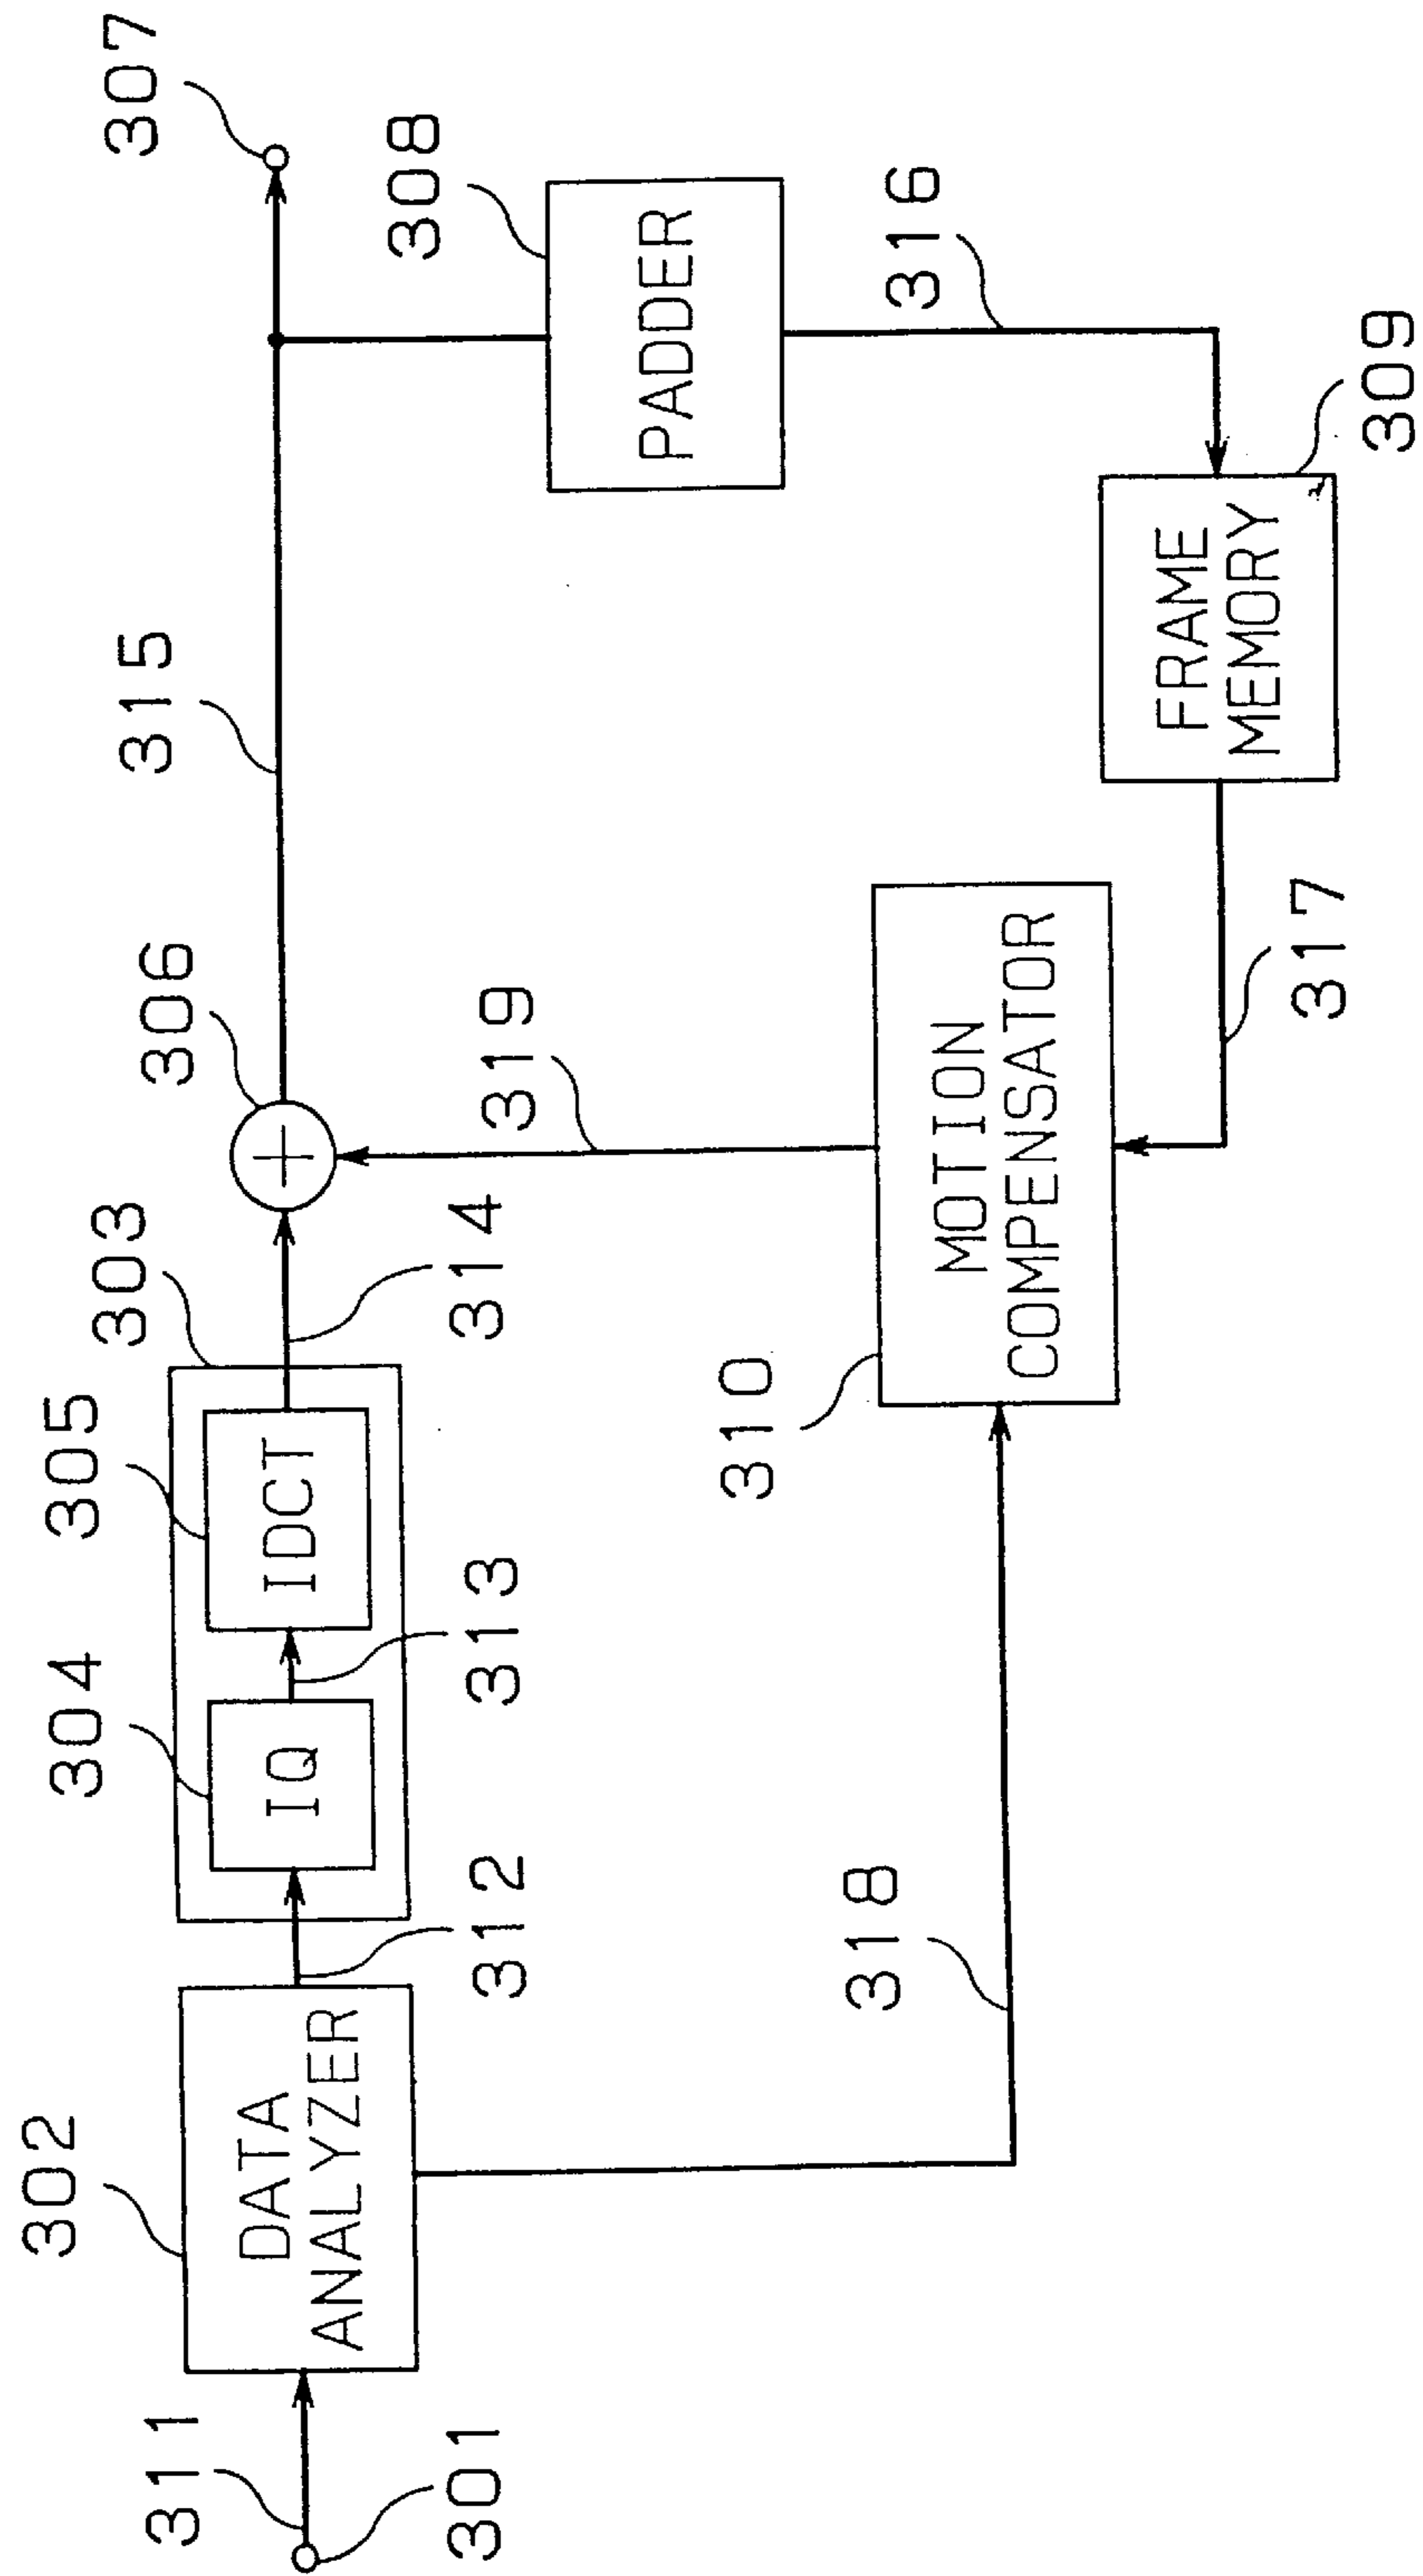 307
308
316
309
315
306
319
317
303
314
305
310
MOTION
COMPENSATOR
PADDER
FRAME
MEMORY
IDCT
313
304
IQ
312
318
302
DATA
ANALYZER
311
301